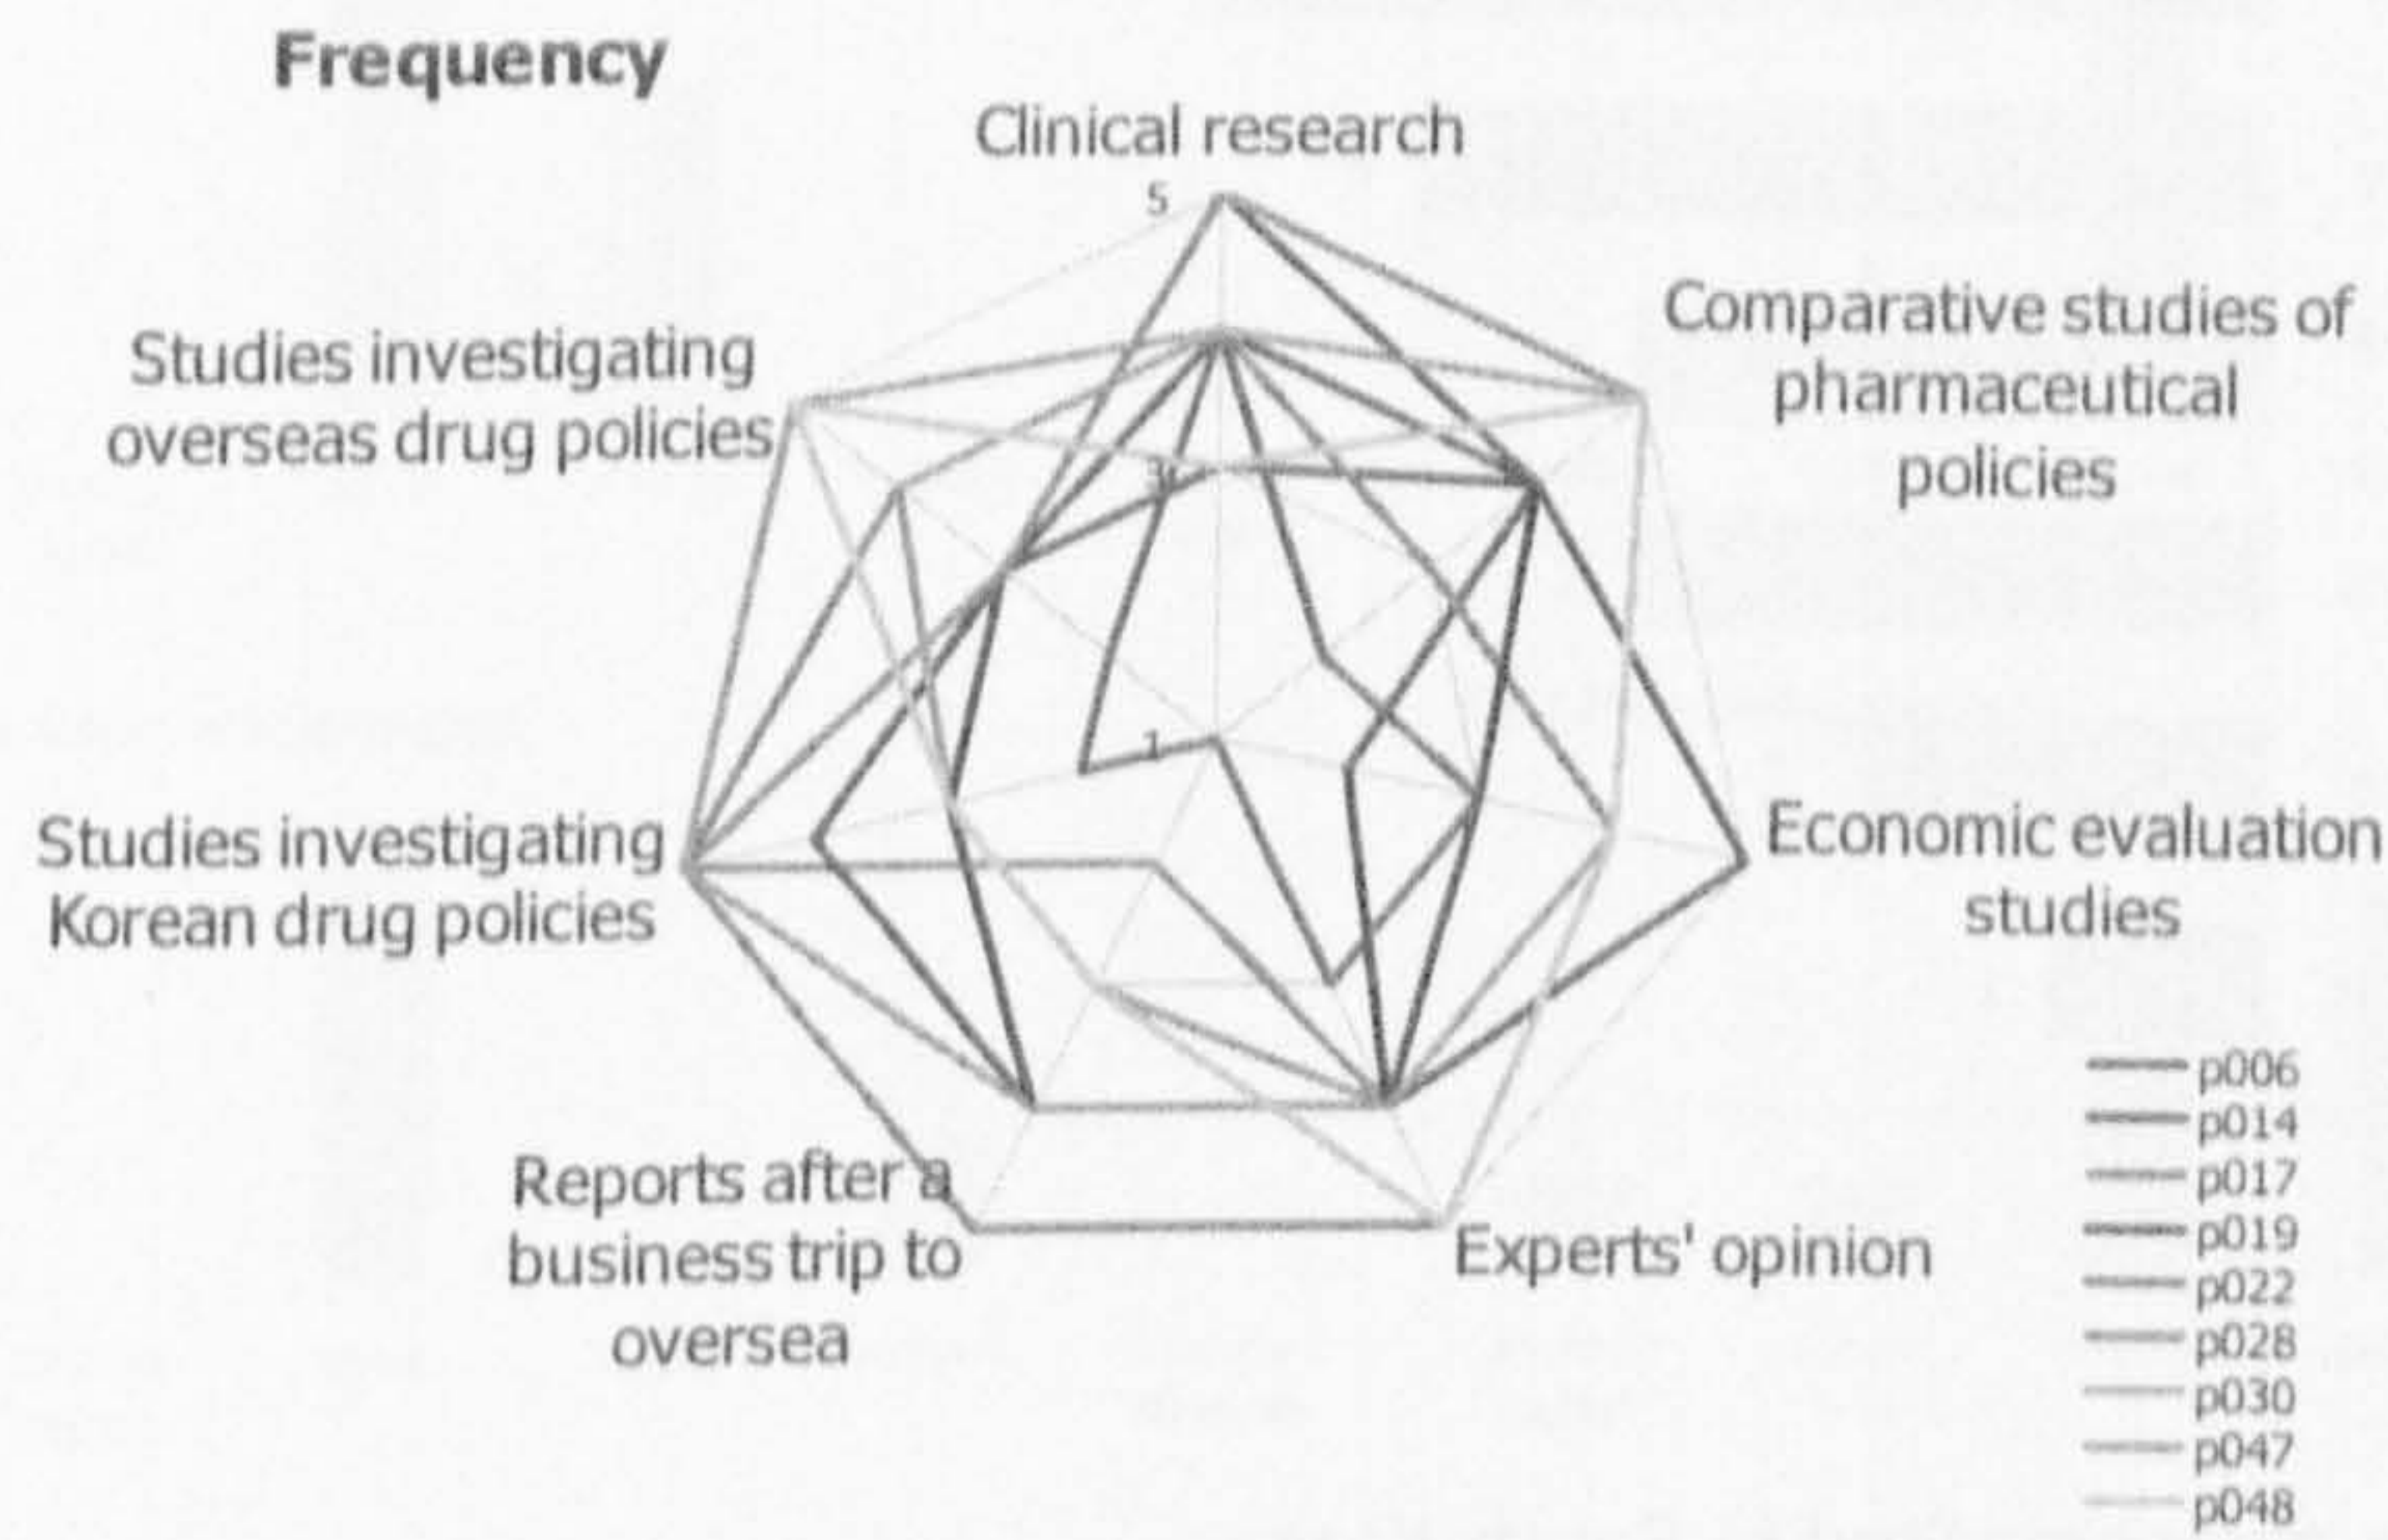 Frequency
Clinical research
5
Comparative studies of
pharmaceutical
policies
Studies investigating
overseas drug policies
3
1
Economic evaluation
studies
Studies investigating
Korean drug policies
Reports after a
business trip to
oversea
Experts' opinion
p006
p014
p017
p019
p022
p028
p030
p047
p048